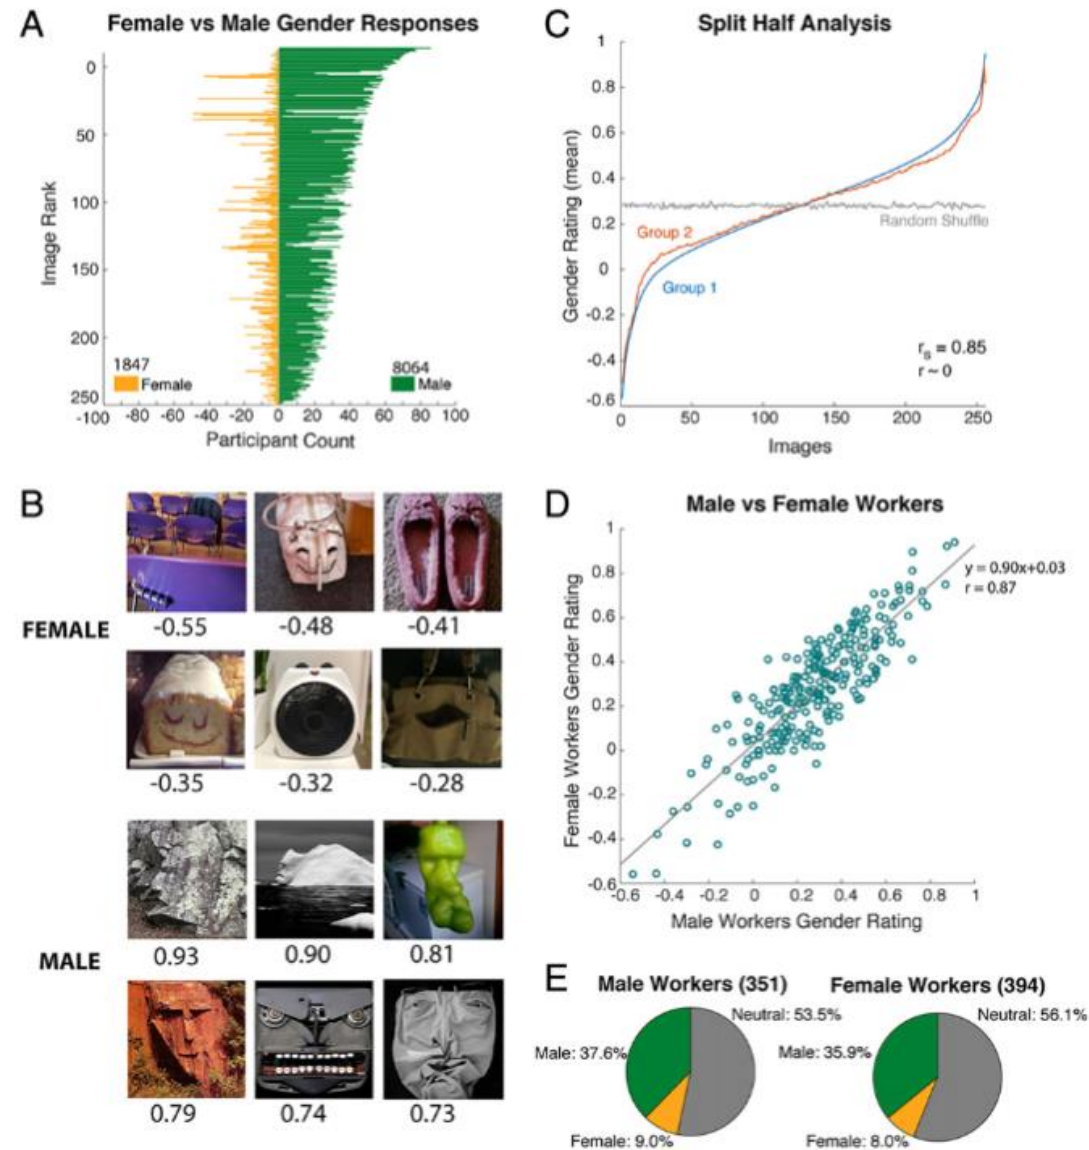 A
Female vs Male Gender Responses
0
50
100
150
200
250
Image Rank
-100 -80 -60 -40 -20 0 20 40 60 80 100
Participant Count
1847
Female
8064
Male
C
Split Half Analysis
1
0.8
0.6
0.4
0.2
0
-0.2
-0.4
-0.6
Gender Rating (mean)
Random Shuffle
Group 2
Group 1
rs = 0.85
r ~ 0
0 50 100 150 200 250
Images
B
FEMALE
-0.55 -0.48 -0.41
-0.35 -0.32 -0.28
MALE
0.93 0.90 0.81
0.79 0.74 0.73
D
Male vs Female Workers
1
0.8
0.6
0.4
0.2
0
-0.2
-0.4
-0.6
Female Workers Gender Rating
y = 0.90x+0.03
r = 0.87
-0.6 -0.4 -0.2 0 0.2 0.4 0.6 0.8 1
Male Workers Gender Rating
E
Male Workers (351)
Neutral: 53.5%
Male: 37.6%
Female: 9.0%
Female Workers (394)
Neutral: 56.1%
Male: 35.9%
Female: 8.0%